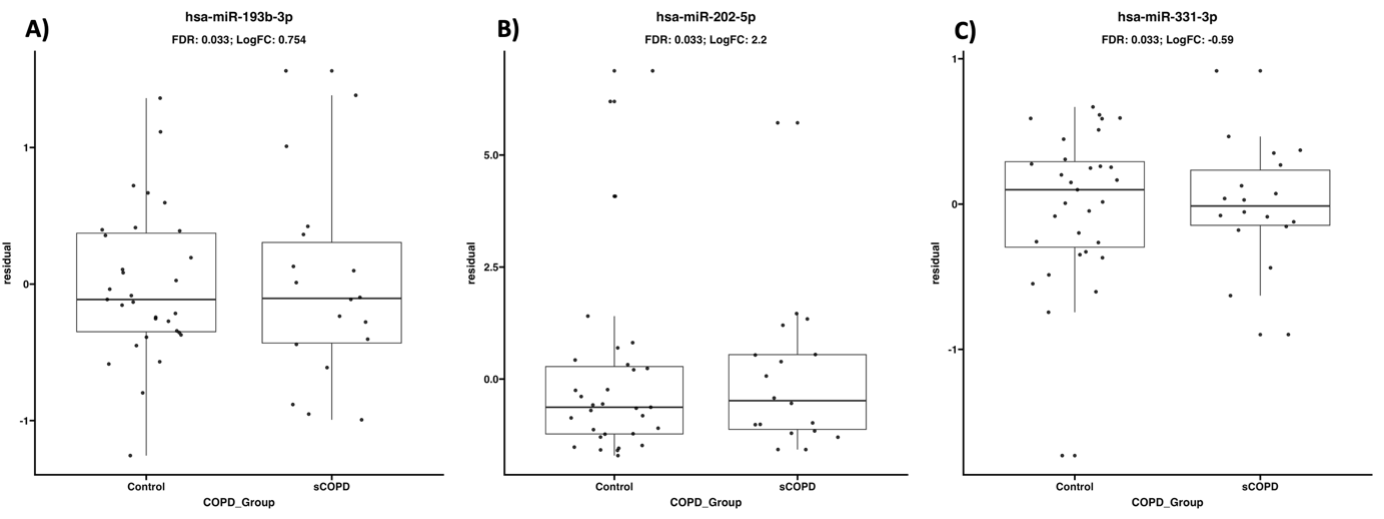 A)
hsa-miR-193b-3p
FDR: 0.033; LogFC: 0.754
residual
1
0
-1
Control
sCOPD
COPD_Group
B)
hsa-miR-202-5p
FDR: 0.033; LogFC: 2.2
residual
5.0
2.5
0.0
Control
sCOPD
COPD_Group
C)
hsa-miR-331-3p
FDR: 0.033; LogFC: -0.59
residual
1
0
-1
Control
sCOPD
COPD_Group